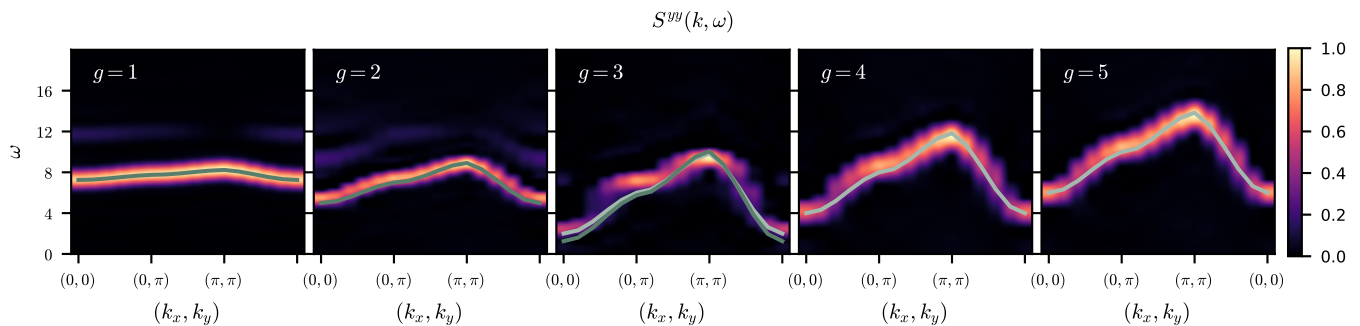 S^{yy}(k, ω)
g = 1
g = 2
g = 3
g = 4
g = 5
ω
16
12
8
4
0
1.0
0.8
0.6
0.4
0.2
0.0
(0, 0) (0, π) (π, π)
(0, 0) (0, π) (π, π)
(0, 0) (0, π) (π, π)
(0, 0) (0, π) (π, π)
(0, 0) (0, π) (π, π) (0, 0)
(k_x, k_y)
(k_x, k_y)
(k_x, k_y)
(k_x, k_y)
(k_x, k_y)